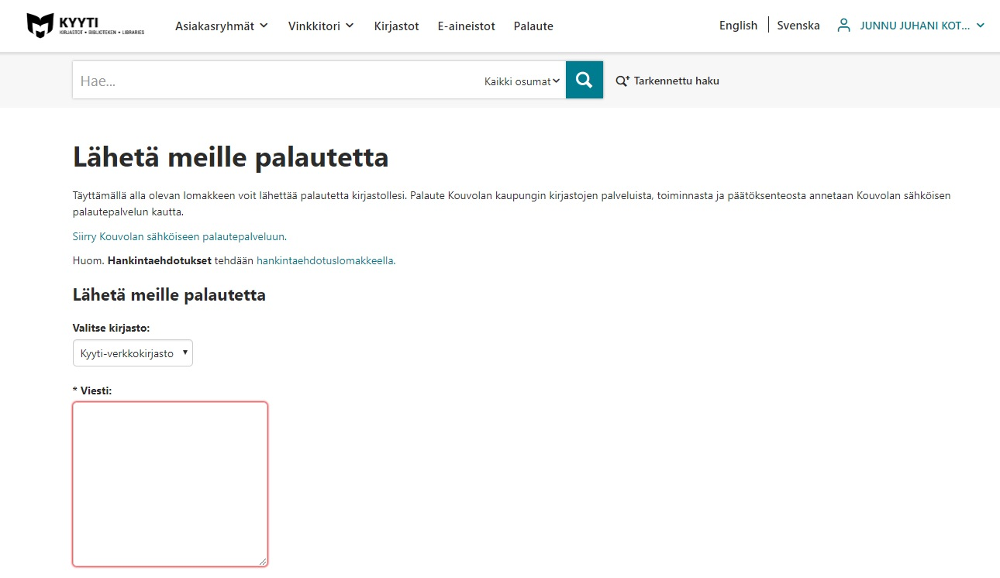 KYYTI
KIRJASTOT • BIBLIOTEKEN • LIBRARIES
Asiakasryhmät
Vinkkitori
Kirjastot
E-aineistot
Palaute
English
Svenska
JUNNU JUHANI KOT...
Hae...
Kaikki osumat
Tarkennettu haku
Lähetä meille palautetta
Täyttämällä alla olevan lomakkeen voit lähettää palautetta kirjastollesi. Palaute Kouvolan kaupungin kirjastojen palveluista, toiminnasta ja päätöksenteosta annetaan Kouvolan sähköisen
palautepalvelun kautta.
Siirry Kouvolan sähköiseen palautepalveluun.
Huom. Hankintaehdotukset tehdään hankintaehdotuslomakkeella.
Lähetä meille palautetta
Valitse kirjasto:
Kyyti-verkkokirjasto
* Viesti: